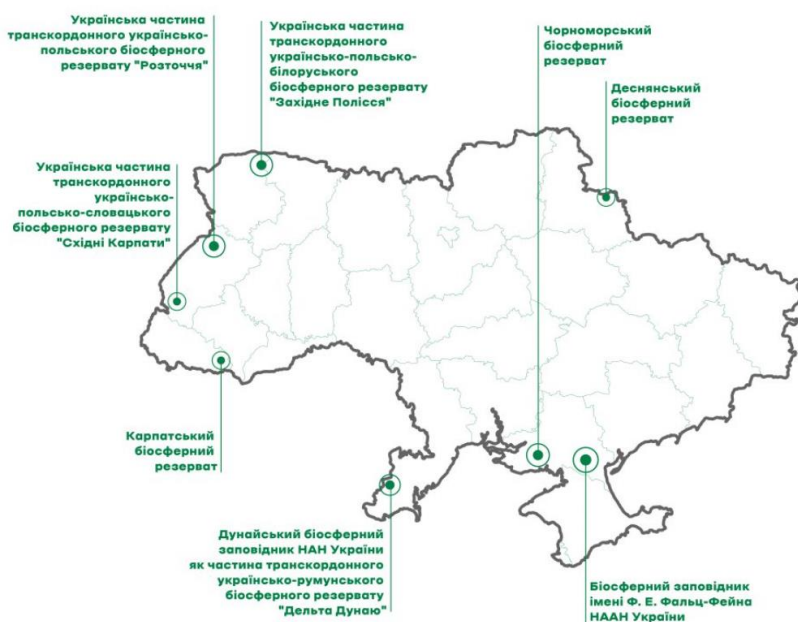 Українська частина
транскордонного українсько-
польського біосферного
резервату "Розточчя"
Українська частина
транскордонного
українсько-польсько-
білоруського
біосферного резервату
"Західне Полісся"
Чорноморський
біосферний
резерват
Деснянський
біосферний
резерват
Українська частина
транскордонного
українсько-
польсько-словацького
біосферного резервату
"Східні Карпати"
Карпатський
біосферний
резерват
Дунайський біосферний
заповідник НАН України
як частина транскордонного
українсько-румунського
біосферного резервату
"Дельта Дунаю"
Біосферний заповідник
імені Ф. Е. Фальц-Фейна
НААН України